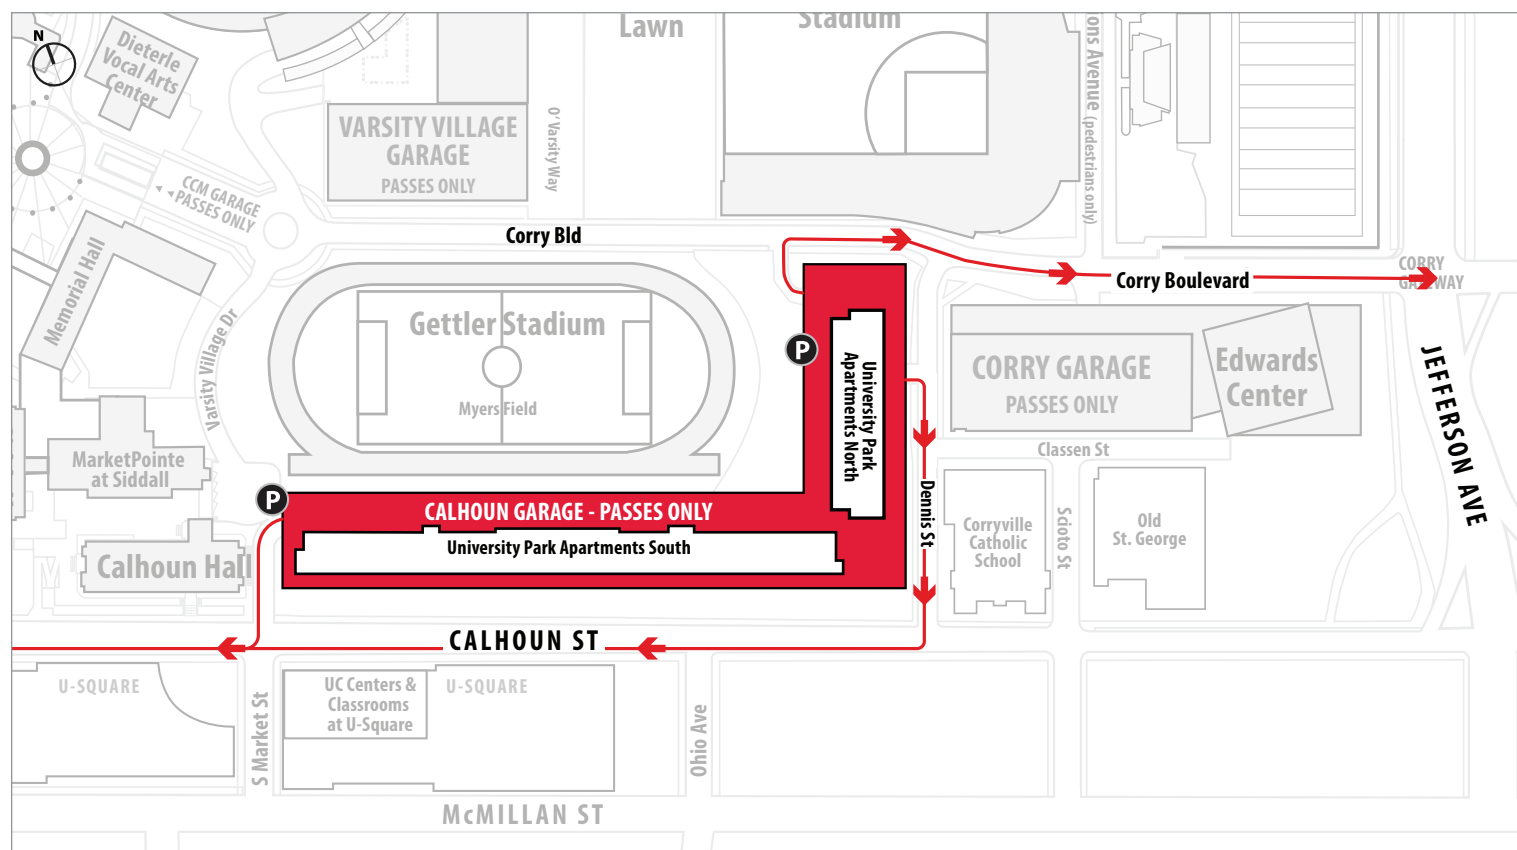 N
Dieterle
Vocal Arts
Center
Lawn
Stadium
ons Avenue (pedestrians only)
VARSITY VILLAGE
GARAGE
PASSES ONLY
O'Varsity Way
CCM GARAGE
PASSES ONLY
Corry Bld
Memorial Hall
CORRY
GATEWAY
Corry Boulevard
Gettler Stadium
Myers Field
Varsity Village Dr
P
University Park
Apartments North
CORRY GARAGE
PASSES ONLY
Edwards
Center
JEFFERSON AVE
Classen St
MarketPointe
at Siddall
P
CALHOUN GARAGE - PASSES ONLY
University Park Apartments South
Dennis St
Corryville
Catholic
School
Scioto St
Old
St. George
Calhoun Hall
CALHOUN ST
U-SQUARE
S Market St
UC Centers &
Classrooms
at U-Square
U-SQUARE
Ohio Ave
McMILLAN ST